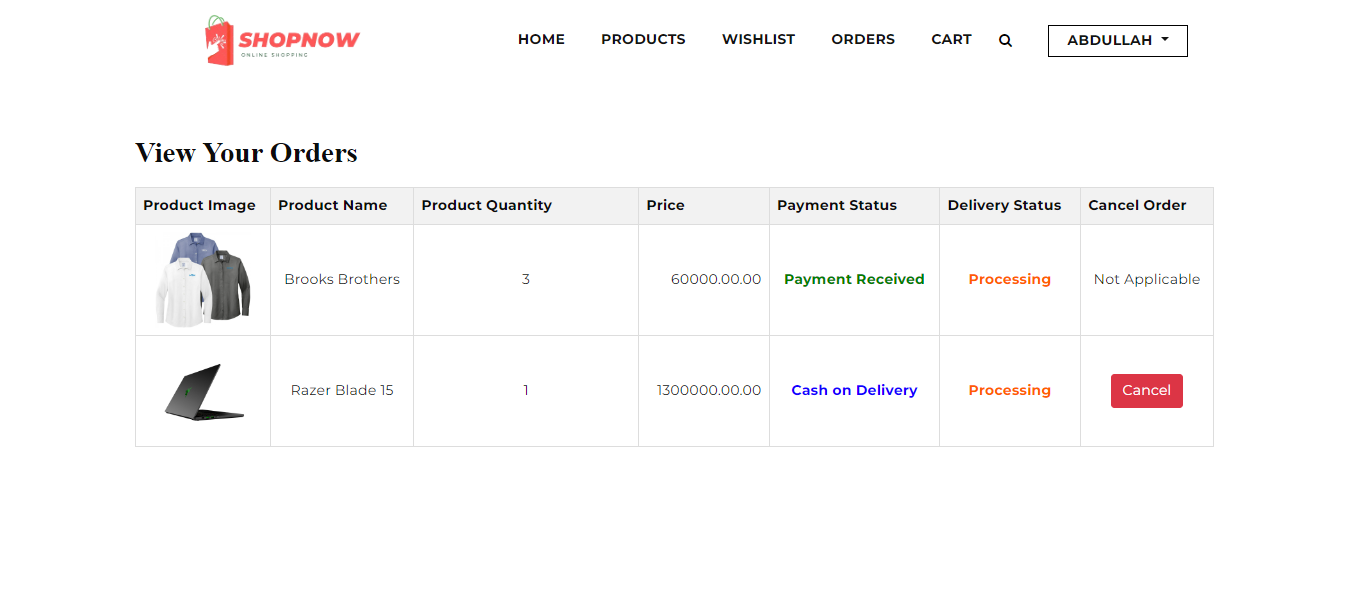 SHOPNOW
ONLINE SHOPPING
HOME PRODUCTS WISHLIST ORDERS CART ABDULLAH
View Your Orders
Product Image Product Name Product Quantity Price Payment Status Delivery Status Cancel Order
Brooks Brothers 3 60000.00.00 Payment Received Processing Not Applicable
Razer Blade 15 1 1300000.00.00 Cash on Delivery Processing Cancel